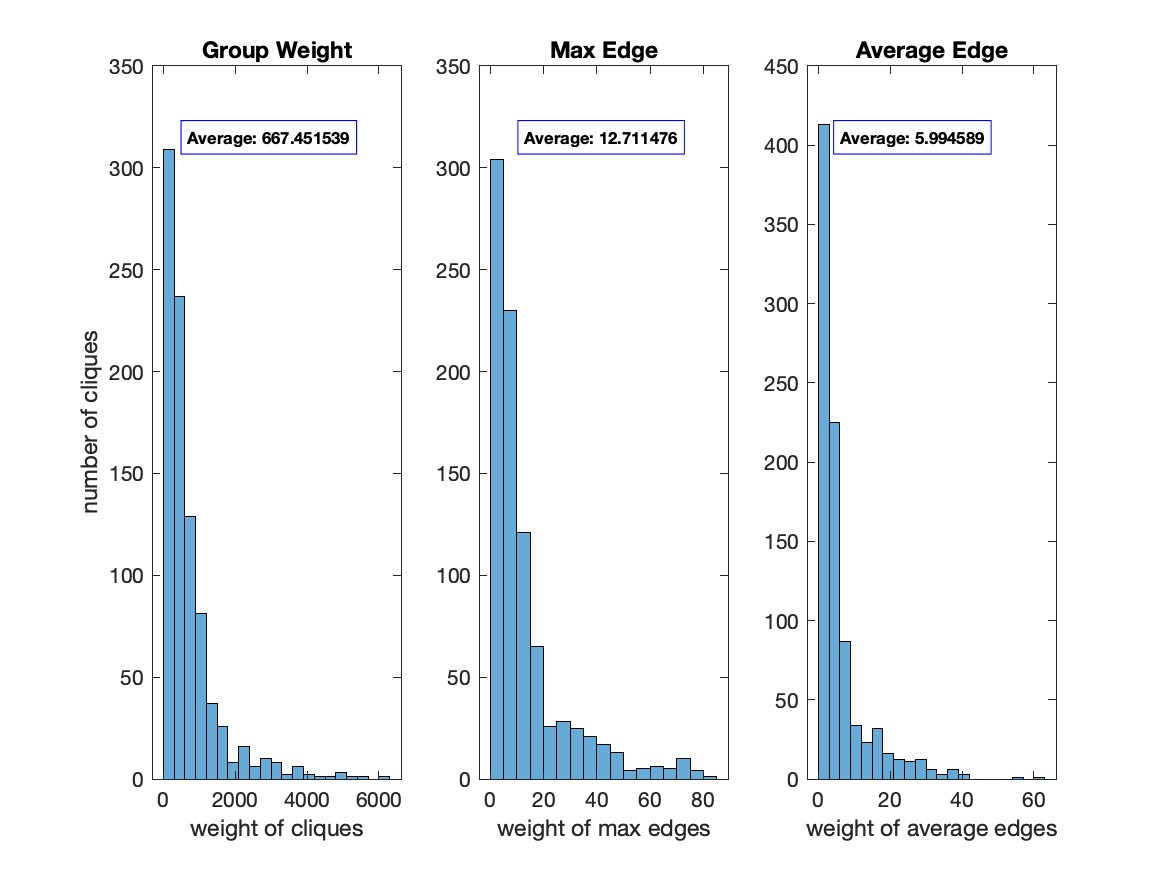 Group Weight
350
300
250
200
150
100
50
0
number of cliques
Average: 667.451539
0 2000 4000 6000
weight of cliques
Max Edge
350
300
250
200
150
100
50
0
Average: 12.711476
0 20 40 60 80
weight of max edges
Average Edge
450
400
350
300
250
200
150
100
50
0
Average: 5.994589
0 20 40 60
weight of average edges